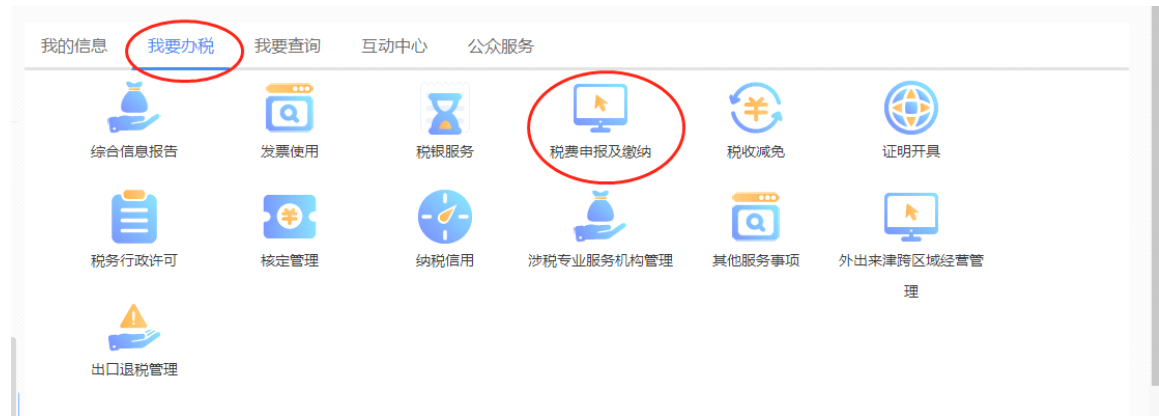 我的信息 我要办税 我要查询 互动中心 公众服务
综合信息报告 发票使用 税银服务 税费申报及缴纳 税收减免 证明开具
税务行政许可 核定管理 纳税信用 涉税专业服务机构管理 其他服务事项 外出来津跨区域经营管
理
出口退税管理